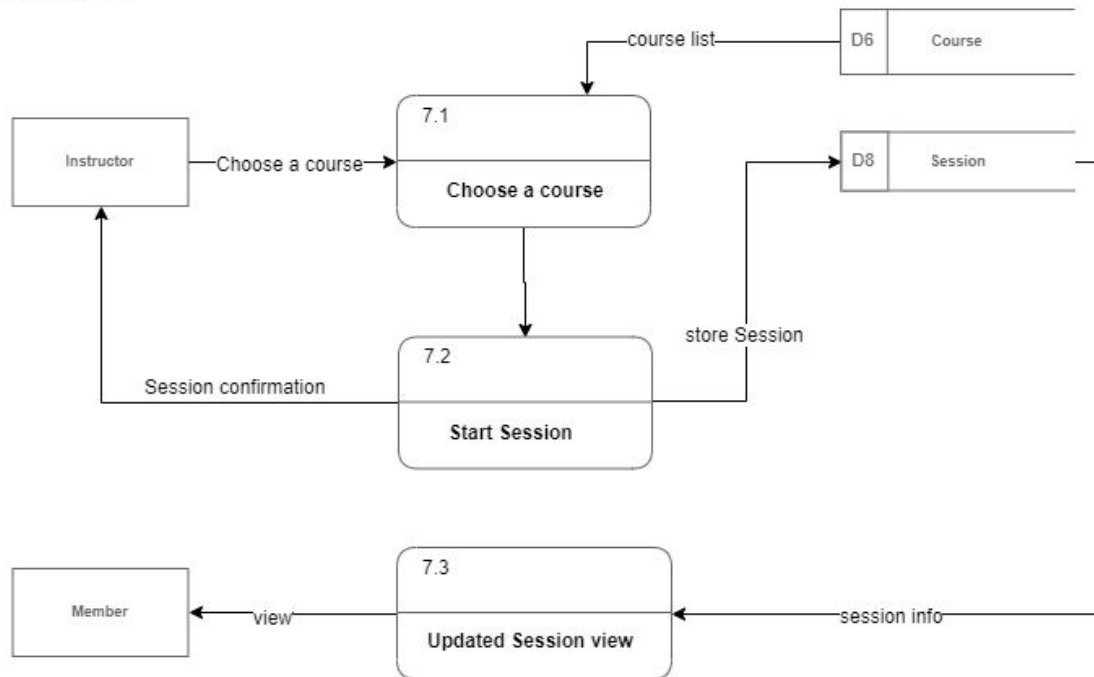 course list
D6
Course
7.1
Instructor
Choose a course
D8
Session
Choose a course
store Session
7.2
Session confirmation
Start Session
7.3
Member
view
session info
Updated Session view